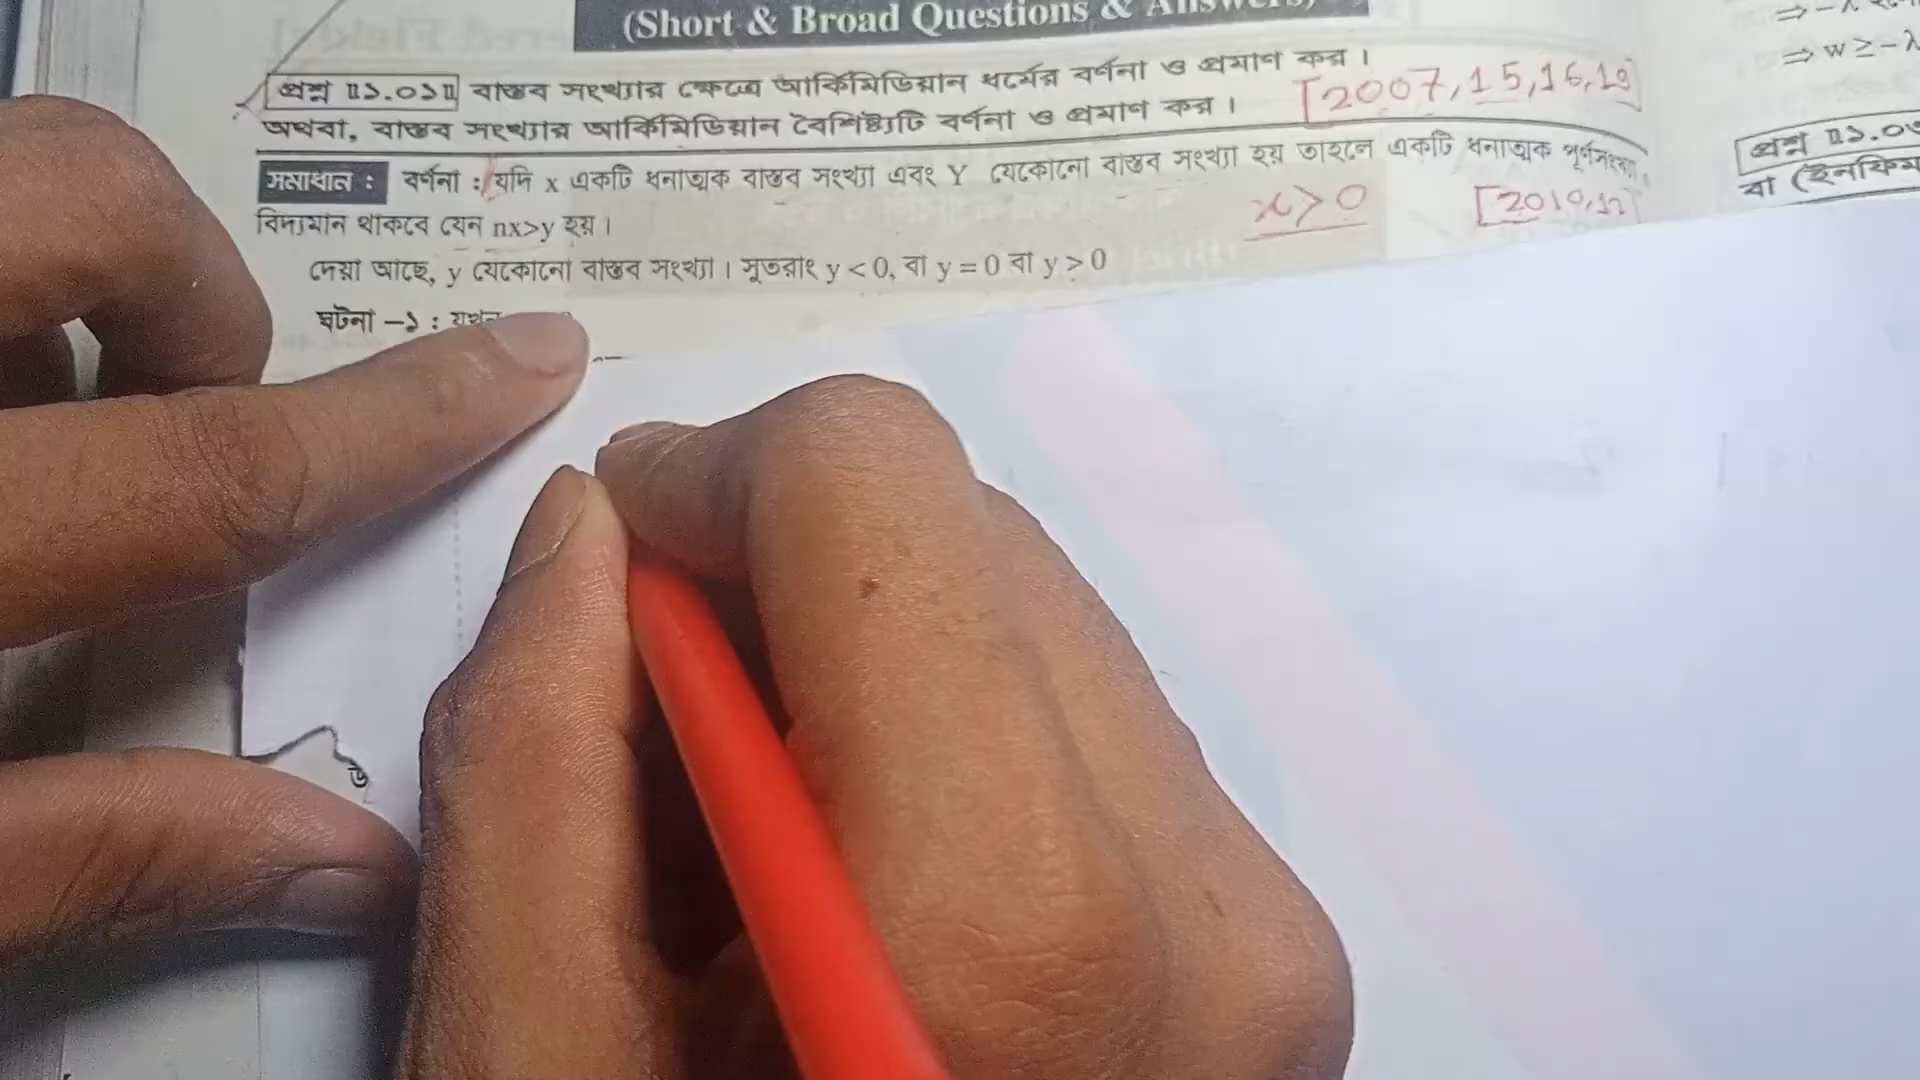 (Short & Broad Questions & Answers)
প্রশ্ন ॥১.০১॥ বাস্তব সংখ্যার ক্ষেত্রে আর্কিমিডিয়ান ধর্মের বর্ণনা ও প্রমাণ কর।
অথবা, বাস্তব সংখ্যার আর্কিমিডিয়ান বৈশিষ্ট্যটি বর্ণনা ও প্রমাণ কর।
[2007,15,16,19]
সমাধান : বর্ণনা : যদি x একটি ধনাত্মক বাস্তব সংখ্যা এবং Y যেকোনো বাস্তব সংখ্যা হয় তাহলে একটি ধনাত্মক পূর্ণসংখ্যা
বিদ্যমান থাকবে যেন nx>y হয়।
x>0
[2010,12]
দেয়া আছে, y যেকোনো বাস্তব সংখ্যা। সুতরাং y < 0, বা y = 0 বা y > 0
ঘটনা –১ : যখন
⇒ w ≥ – λ
প্রশ্ন ॥১.০
বা (ইনফিম